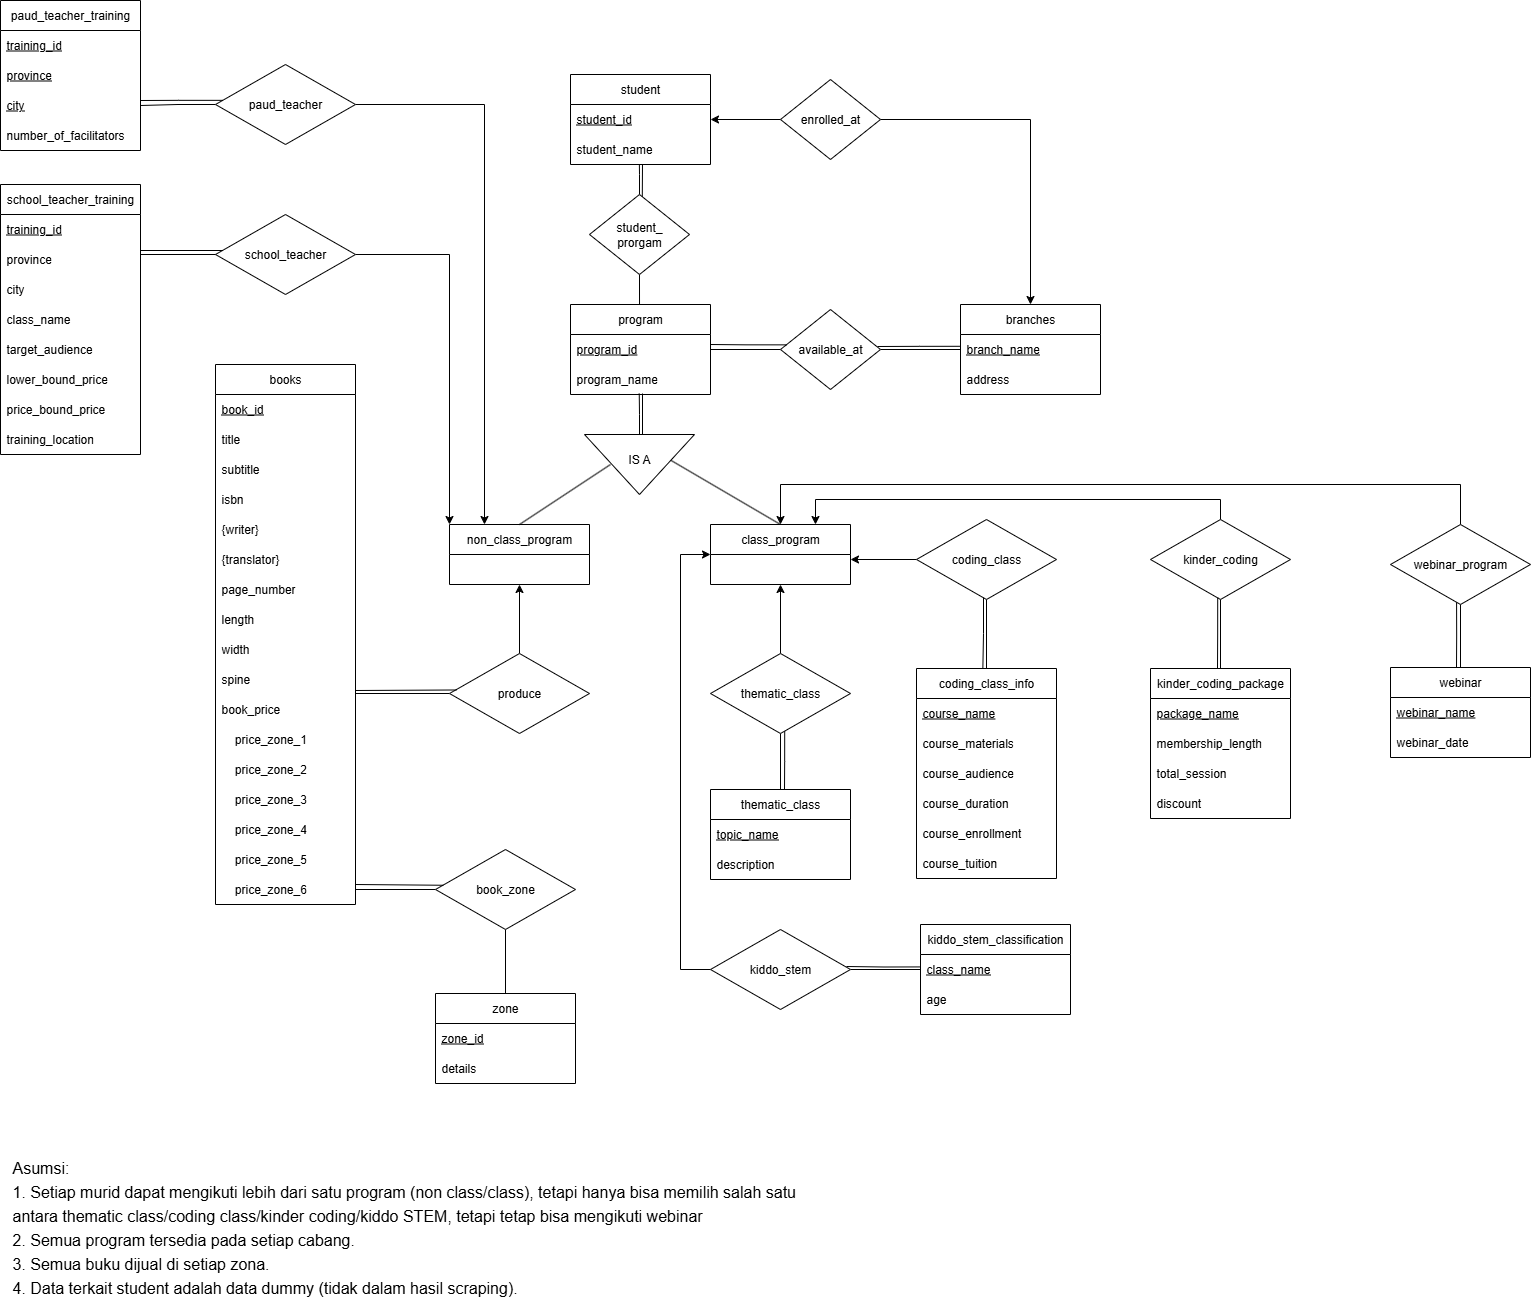 paud_teacher_training
training_id
province
city
number_of_facilitators
paud_teacher
school_teacher_training
training_id
province
city
class_name
target_audience
lower_bound_price
price_bound_price
training_location
school_teacher
student
student_id
student_name
enrolled_at
student_
prorgam
program
program_id
program_name
available_at
branches
branch_name
address
IS A
books
book_id
title
subtitle
isbn
{writer}
{translator}
page_number
length
width
spine
book_price
price_zone_1
price_zone_2
price_zone_3
price_zone_4
price_zone_5
price_zone_6
non_class_program
class_program
coding_class
kinder_coding
webinar_program
produce
thematic_class
coding_class_info
course_name
course_materials
course_audience
course_duration
course_enrollment
course_tuition
kinder_coding_package
package_name
membership_length
total_session
discount
webinar
webinar_name
webinar_date
thematic_class
topic_name
description
book_zone
zone
zone_id
details
kiddo_stem
kiddo_stem_classification
class_name
age
Asumsi:
1. Setiap murid dapat mengikuti lebih dari satu program (non class/class), tetapi hanya bisa memilih salah satu
antara thematic class/coding class/kinder coding/kiddo STEM, tetapi tetap bisa mengikuti webinar
2. Semua program tersedia pada setiap cabang.
3. Semua buku dijual di setiap zona.
4. Data terkait student adalah data dummy (tidak dalam hasil scraping).